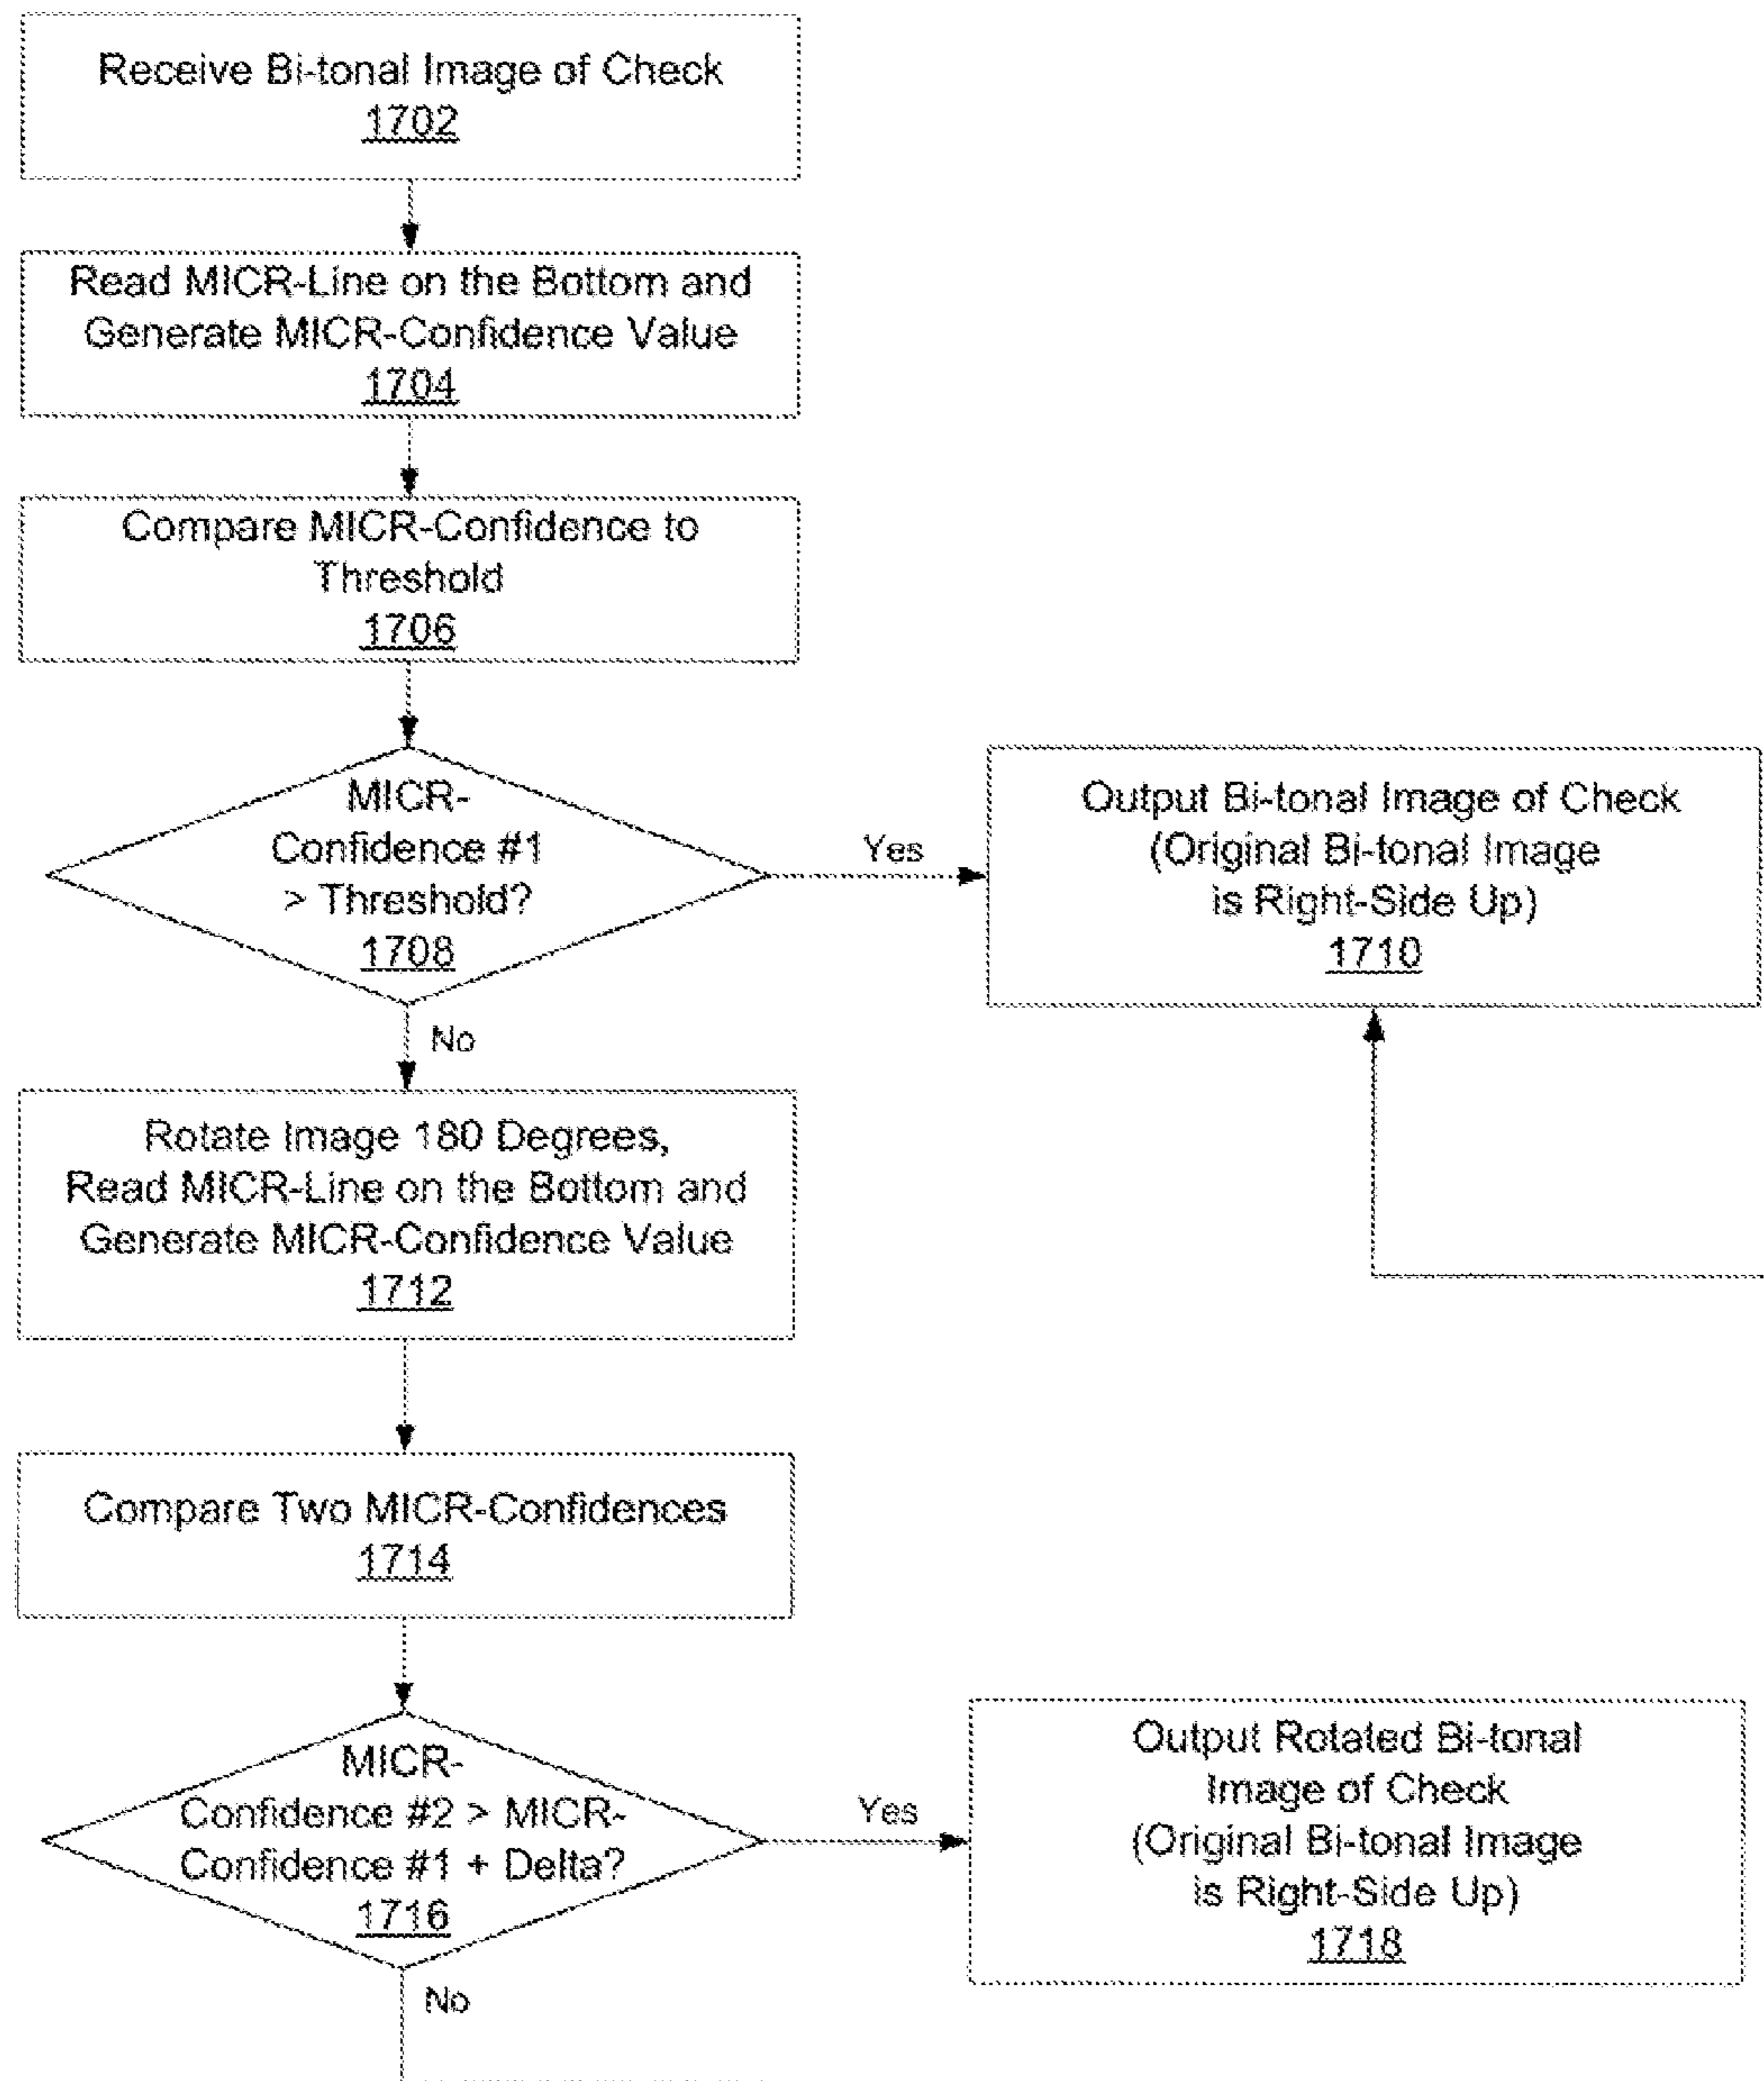 Receive Bi-tonal Image of Check
1702
Read MICR-Line on the Bottom and
Generate MICR-Confidence Value
1704
Compare MICR-Confidence to
Threshold
1706
MICR-
Confidence #1
> Threshold?
1708
Yes
Output Bi-tonal Image of Check
(Original Bi-tonal Image
is Right-Side Up)
1710
No
Rotate Image 180 Degrees,
Read MICR-Line on the Bottom and
Generate MICR-Confidence Value
1712
Compare Two MICR-Confidences
1714
MICR-
Confidence #2 > MICR-
Confidence #1 + Delta?
1716
Yes
Output Rotated Bi-tonal
Image of Check
(Original Bi-tonal Image
is Right-Side Up)
1718
No